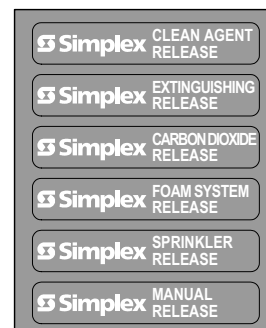 Simplex CLEAN AGENT
RELEASE
Simplex EXTINGUISHING
RELEASE
Simplex CARBON DIOXIDE
RELEASE
Simplex FOAM SYSTEM
RELEASE
Simplex SPRINKLER
RELEASE
Simplex MANUAL
RELEASE